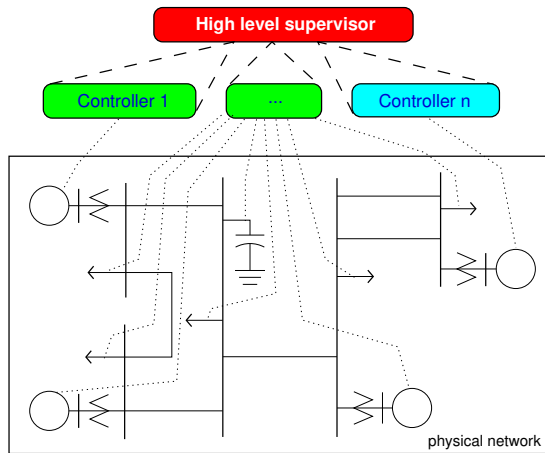 High level supervisor
Controller 1
...
Controller n
physical network